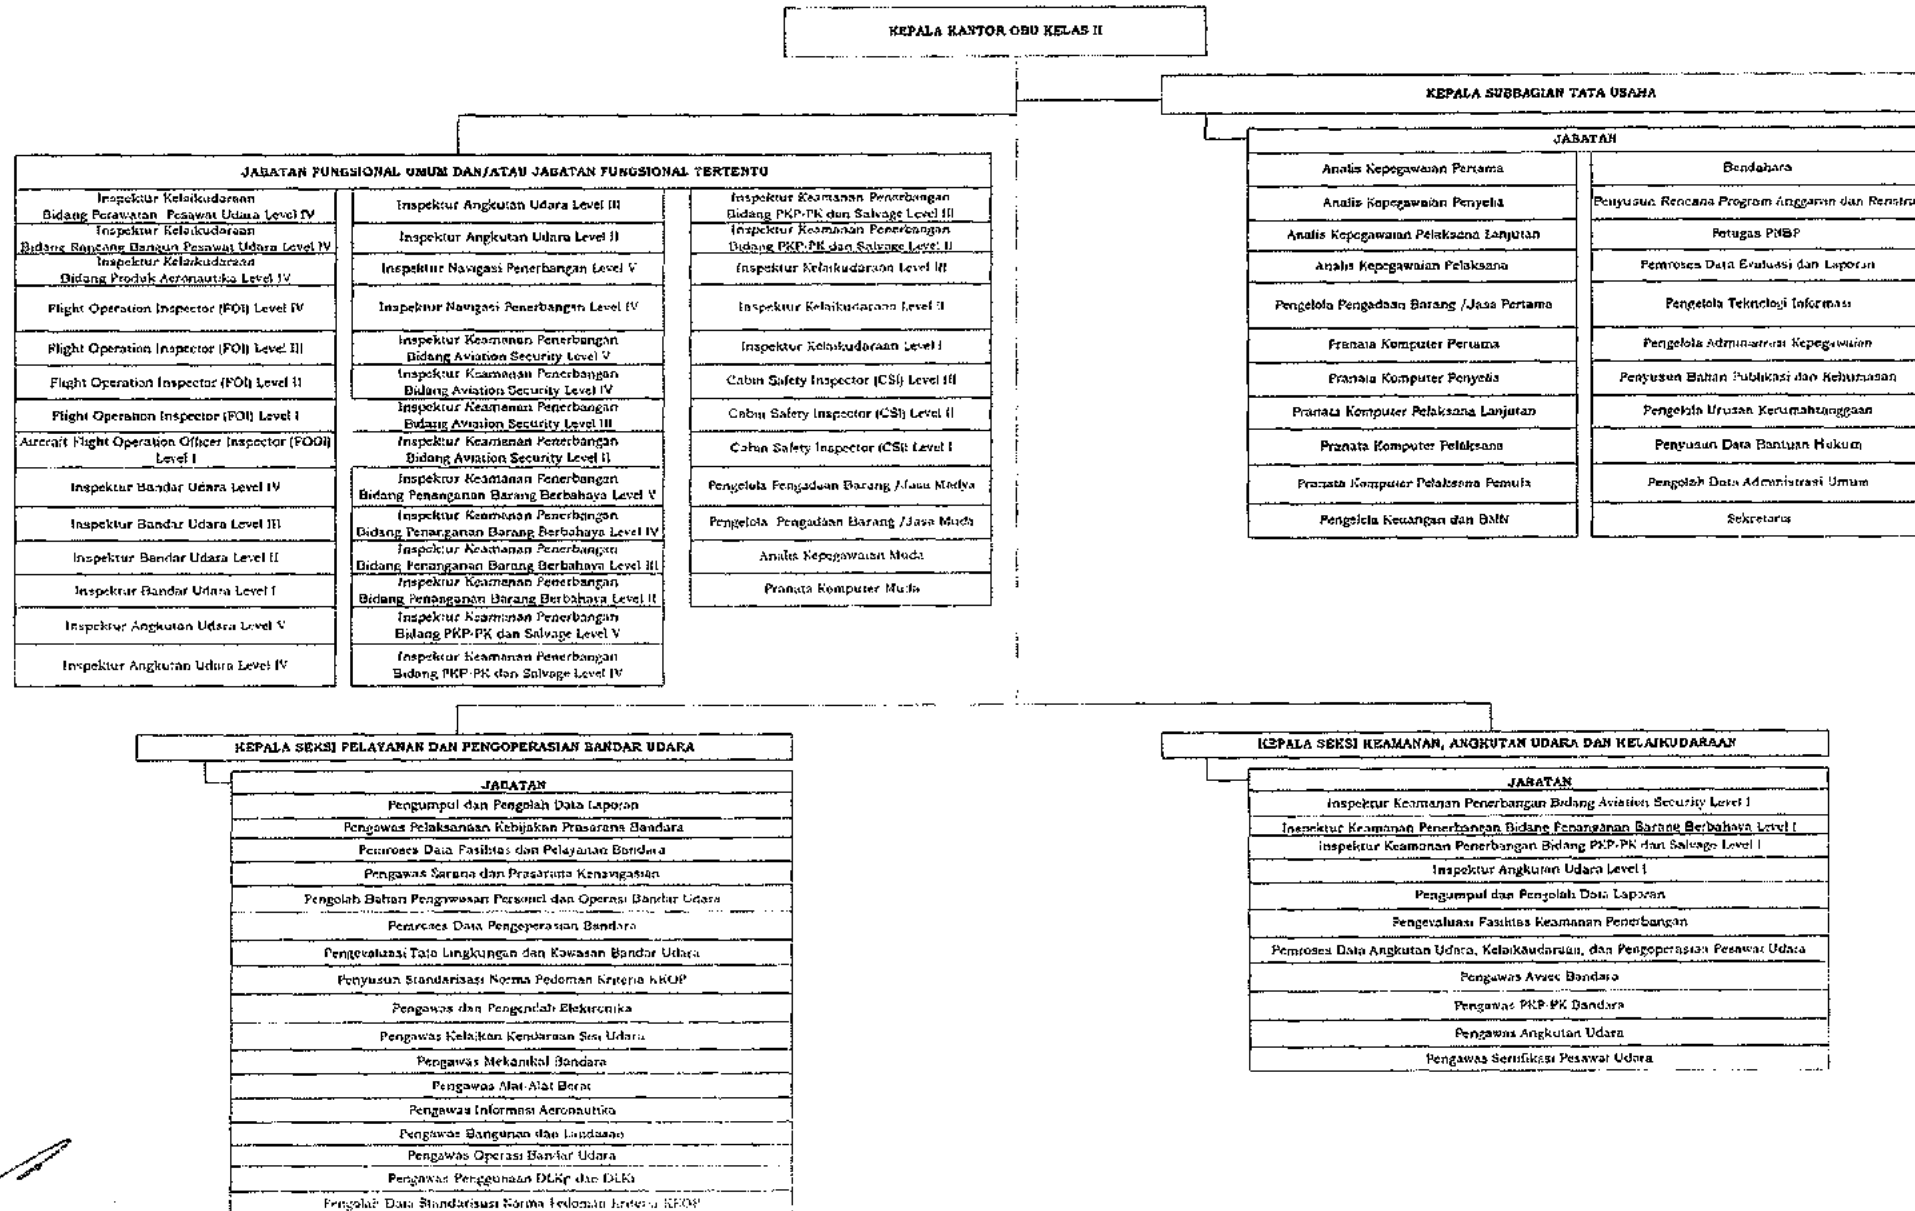 KEPALA KANTOR OBU KELAS II
KEPALA SUBBAGIAN TATA USAHA
JABATAN
Analis Kepegawaian Pertama
Analis Kepegawaian Penyelia
Analis Kepegawaian Pelaksana Lanjutan
Analis Kepegawaian Pelaksana
Pengelola Pengadaan Barang /Jasa Pertama
Pranata Komputer Pertama
Pranata Komputer Penyelia
Pranata Komputer Pelaksana Lanjutan
Pranata Komputer Pelaksana
Pranata Komputer Pelaksana Pemula
Pengelola Keuangan dan BMN
Bendahara
Penyusun Rencana Program Anggaran dan
Petugas PNBP
Pemroses Data Evaluasi dan Laporan
Pengelola Teknologi Informasi
Pengelola Administrasi Kepegawaian
Penyusun Bahan Publikasi dan Kehumasan
Pengelola Urusan Kerumahtanggaan
Penyusun Data Bantuan Hukum
Pengolah Data Administrasi Umum
Sekretaris
JABATAN FUNGSIONAL UMUM DAN/ATAU JABATAN FUNGSIONAL TERTENTU
Inspektur Kelaikudaraan
Bidang Perawatan Pesawat Udara Level IV
Inspektur Kelaikudaraan
Bidang Rancang Bangun Pesawat Udara Level IV
Inspektur Kelaikudaraan
Bidang Produk Aeronautika Level IV
Flight Operation Inspector (FOI) Level IV
Flight Operation Inspector (FOI) Level III
Flight Operation Inspector (FOI) Level II
Flight Operation Inspector (FOI) Level I
Aircraft Flight Operation Officer Inspector (FOOI)
Level I
Inspektur Bandar Udara Level IV
Inspektur Bandar Udara Level III
Inspektur Bandar Udara Level II
Inspektur Bandar Udara Level I
Inspektur Angkutan Udara Level V
Inspektur Angkutan Udara Level IV
Inspektur Angkutan Udara Level III
Inspektur Angkutan Udara Level II
Inspektur Navigasi Penerbangan Level V
Inspektur Navigasi Penerbangan Level IV
Inspektur Keamanan Penerbangan
Bidang Aviation Security Level V
Inspektur Keamanan Penerbangan
Bidang Aviation Security Level IV
Inspektur Keamanan Penerbangan
Bidang Aviation Security Level III
Inspektur Keamanan Penerbangan
Bidang Aviation Security Level II
Inspektur Keamanan Penerbangan
Bidang Penanganan Barang Berbahaya Level V
Inspektur Keamanan Penerbangan
Bidang Penanganan Barang Berbahaya Level IV
Inspektur Keamanan Penerbangan
Bidang Penanganan Barang Berbahaya Level III
Inspektur Keamanan Penerbangan
Bidang Penanganan Barang Berbahaya Level II
Inspektur Keamanan Penerbangan
Bidang PKP-PK dan Salvage Level V
Inspektur Keamanan Penerbangan
Bidang PKP-PK dan Salvage Level IV
Inspektur Keamanan Penerbangan
Bidang PKP-PK dan Salvage Level III
Inspektur Keamanan Penerbangan
Bidang PKP-PK dan Salvage Level II
Inspektur Kelaikudaraan Level III
Inspektur Kelaikudaraan Level II
Inspektur Kelaikudaraan Level I
Cabin Safety Inspector (CSI) Level III
Cabin Safety Inspector (CSI) Level II
Cabin Safety Inspector (CSI) Level I
Pengelola Pengadaan Barang /Jasa Madya
Pengelola Pengadaan Barang /Jasa Muda
Analis Kepegawaian Muda
Pranata Komputer Muda
KEPALA SEKSI PELAYANAN DAN PENGOPERASIAN BANDAR UDARA
JABATAN
Pengumpul dan Pengolah Data Laporan
Pengawas Pelaksanaan Kebijakan Prasarana Bandara
Pemroses Data Fasilitas dan Pelayanan Bandara
Pengawas Sarana dan Prasarana Kenavigasian
Pengolah Bahan Pengawasan Personel dan Operasi Bandar Udara
Pemroses Data Pengoperasian Bandara
Pengevaluasi Tata Lingkungan dan Kawasan Bandar Udara
Penyusun Standarisasi Norma Pedoman Kriteria KKOP
Pengawas dan Pengendali Elektronika
Pengawas Kelaikan Kendaraan Sisi Udara
Pengawas Mekanikal Bandara
Pengawas Alat-Alat Berat
Pengawas Informasi Aeronautika
Pengawas Bangunan dan Landasan
Pengawas Operasi Bandar Udara
Pengawas Penggunaan DLKr dan DLKr
Pengolah Data Standarisasi Norma Pedoman Kriteria KKOP
KEPALA SEKSI KEAMANAN, ANGKUTAN UDARA DAN KELAIKUDARAAN
JABATAN
Inspektur Keamanan Penerbangan Bidang Aviation Security Level I
Inspektur Keamanan Penerbangan Bidang Penanganan Barang Berbahaya Level I
Inspektur Keamanan Penerbangan Bidang PKP-PK dan Salvage Level I
Inspektur Angkutan Udara Level I
Pengumpul dan Pengolah Data Laporan
Pengevaluasi Fasilitas Keamanan Penerbangan
Pemroses Data Angkutan Udara, Kelaikaudaraan, dan Pengoperasian Pesawat Udara
Pengawas Avsec Bandara
Pengawas PKP-PK Bandara
Pengawas Angkutan Udara
Pengawas Sertifikasi Pesawat Udara